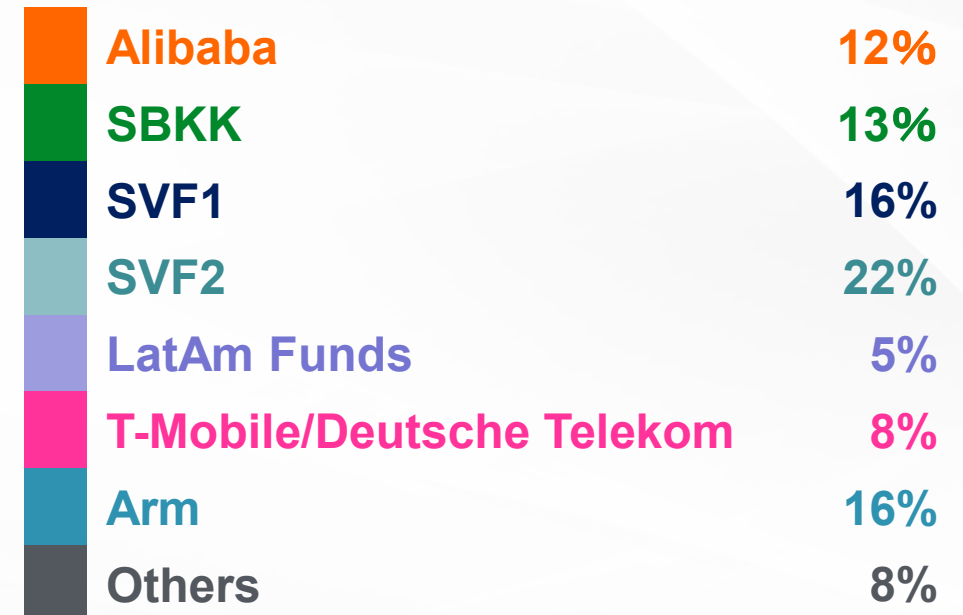 Alibaba 12%
SBKK 13%
SVF1 16%
SVF2 22%
LatAm Funds 5%
T-Mobile/Deutsche Telekom 8%
Arm 16%
Others 8%